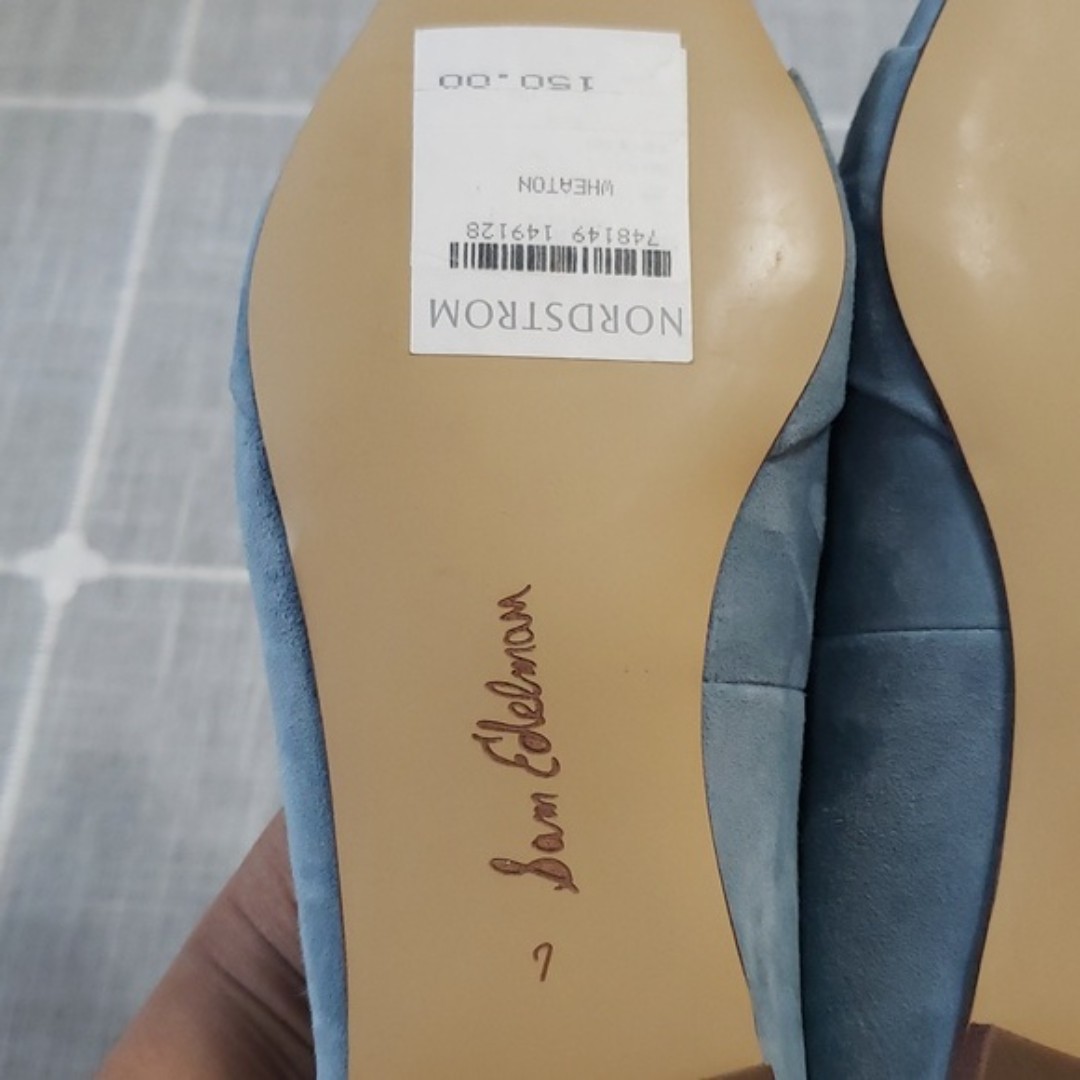 NORDSTROM
748149 149128
WHEATON
150.00
Sam Edelman
7